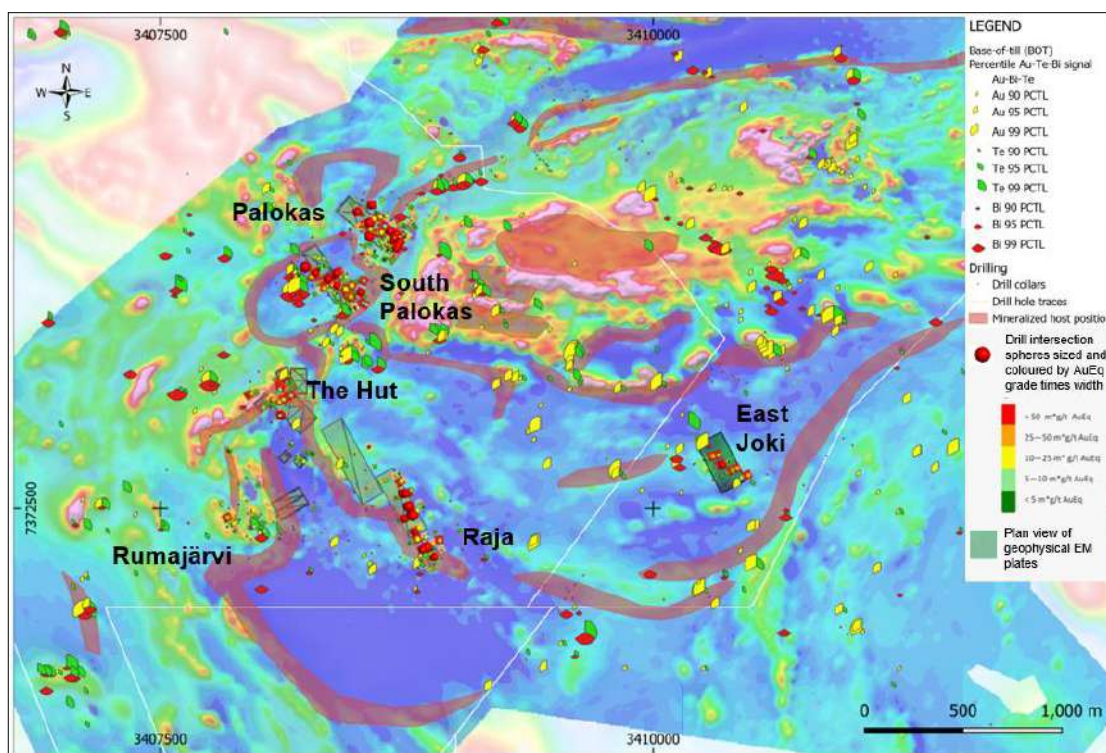 3407500
3410000
N
W
E
S
LEGEND
Base-of-till (BOT)
Percentile Au-Te-Bi signal
Au-Bi-Te
Au 90 PCTL
Au 95 PCTL
Au 99 PCTL
Te 90 PCTL
Te 95 PCTL
Te 99 PCTL
Bi 90 PCTL
Bi 95 PCTL
Bi 99 PCTL
Drilling
Drill collars
Drill hole traces
Mineralized host position
Drill intersection
spheres sized and
coloured by AuEq
grade times width
> 50 m*g/t AuEq
25—50 m*g/t AuEq
10—25 m*g/t AuEq
5—10 m*g/t AuEq
< 5 m*g/t AuEq
Plan view of
geophysical EM
plates
Palokas
South
Palokas
The Hut
East
Joki
7372500
7372500
Rumajärvi
Raja
0
500
1,000 m
3407500
3410000